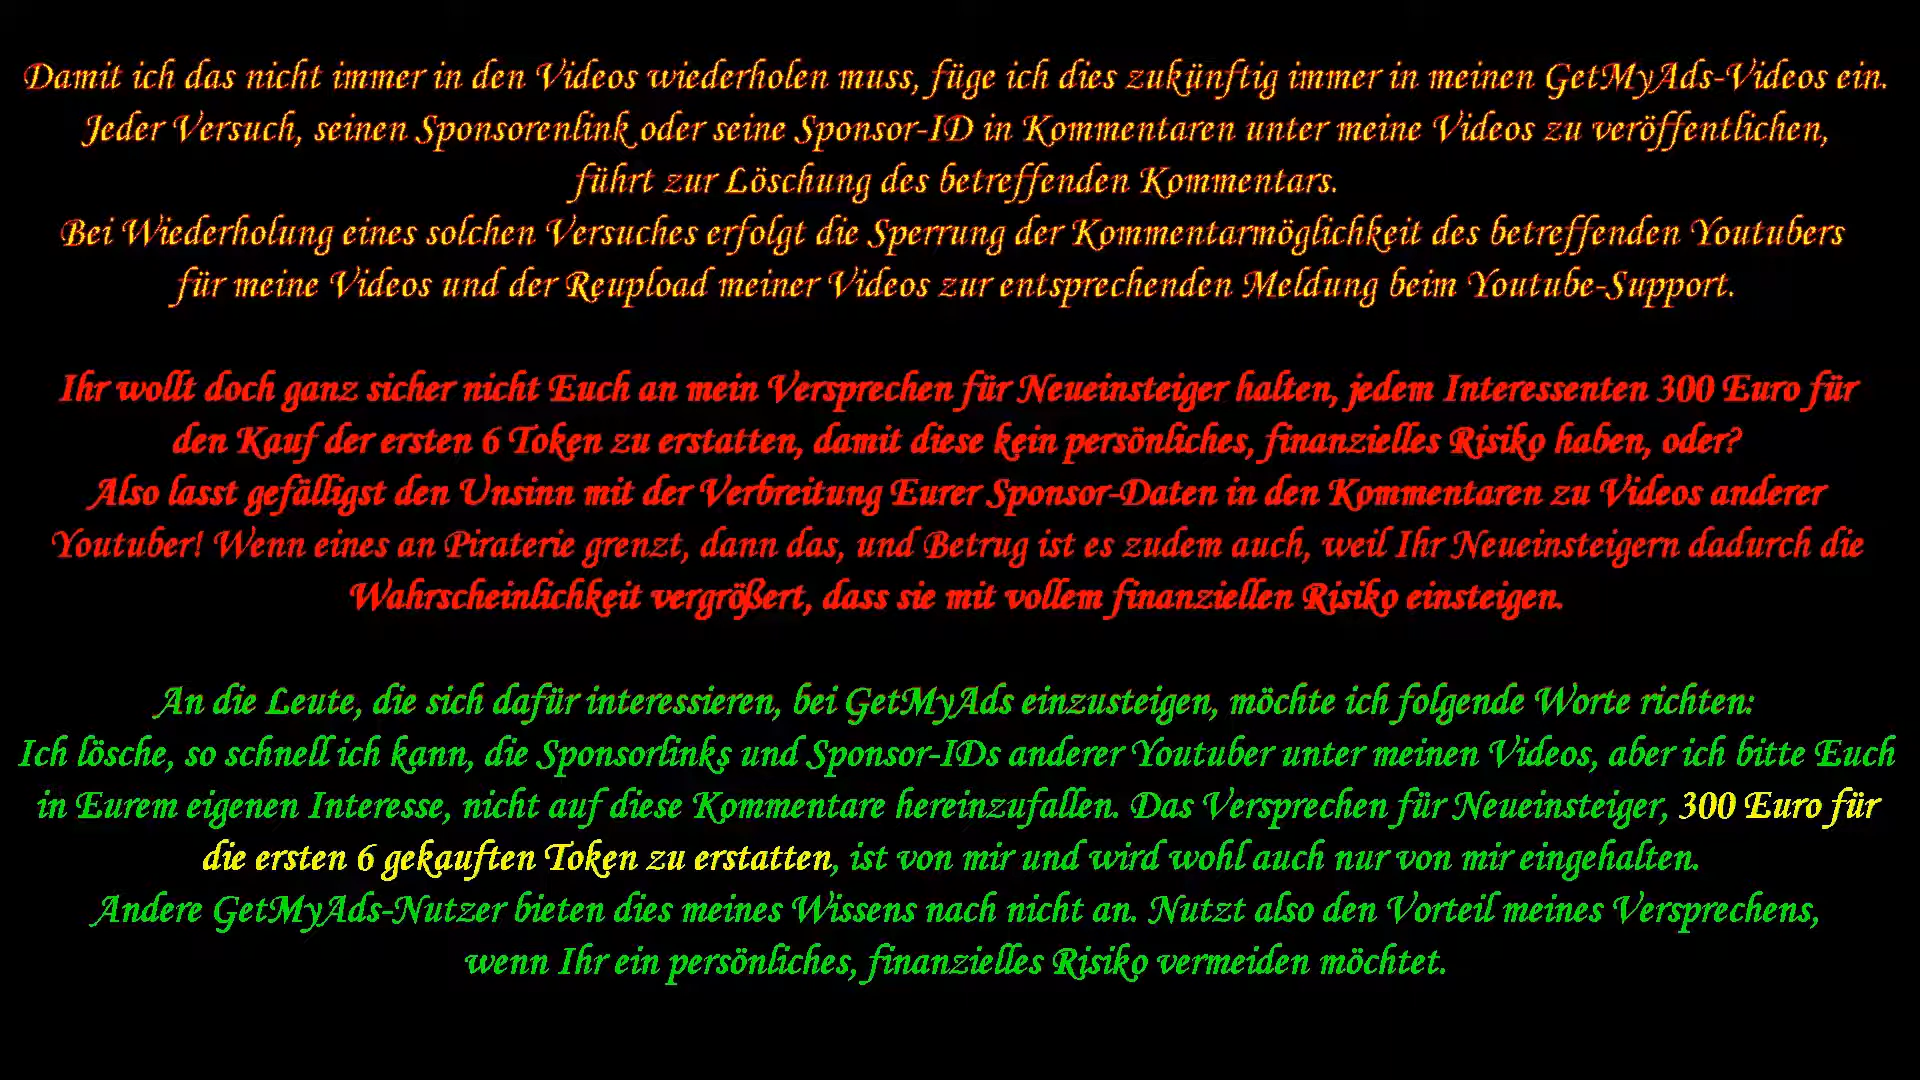 Damit ich das nicht immer in den Videos wiederholen muss, füge ich dies zukünftig immer in meinen GetMyAds-Videos ein.
Jeder Versuch, seinen Sponsorenlink oder seine Sponsor-ID in Kommentaren unter meine Videos zu veröffentlichen,
führt zur Löschung des betreffenden Kommentars.
Bei Wiederholung eines solchen Versuches erfolgt die Sperrung der Kommentarmöglichkeit des betreffenden Youtubers
für meine Videos und der Reupload meiner Videos zur entsprechenden Meldung beim Youtube-Support.
Ihr wollt doch ganz sicher nicht Euch an mein Versprechen für Neueinsteiger halten, jedem Interessenten 300 Euro für
den Kauf der ersten 6 Token zu erstatten, damit diese kein persönliches, finanzielles Risiko haben, oder?
Also lasst gefälligst den Unsinn mit der Verbreitung Eurer Sponsor-Daten in den Kommentaren zu Videos anderer
Youtuber! Wenn eines an Piraterie grenzt, dann das, und Betrug ist es zudem auch, weil Ihr Neueinsteigern dadurch die
Wahrscheinlichkeit vergrößert, dass sie mit vollem finanziellen Risiko einsteigen.
An die Leute, die sich dafür interessieren, bei GetMyAds einzusteigen, möchte ich folgende Worte richten:
Ich lösche, so schnell ich kann, die Sponsorlinks und Sponsor-IDs anderer Youtuber unter meinen Videos, aber ich bitte Euch
in Eurem eigenen Interesse, nicht auf diese Kommentare hereinzufallen. Das Versprechen für Neueinsteiger, 300 Euro für
die ersten 6 gekauften Token zu erstatten, ist von mir und wird wohl auch nur von mir eingehalten.
Andere GetMyAds-Nutzer bieten dies meines Wissens nach nicht an. Nutzt also den Vorteil meines Versprechens,
wenn Ihr ein persönliches, finanzielles Risiko vermeiden möchtet.